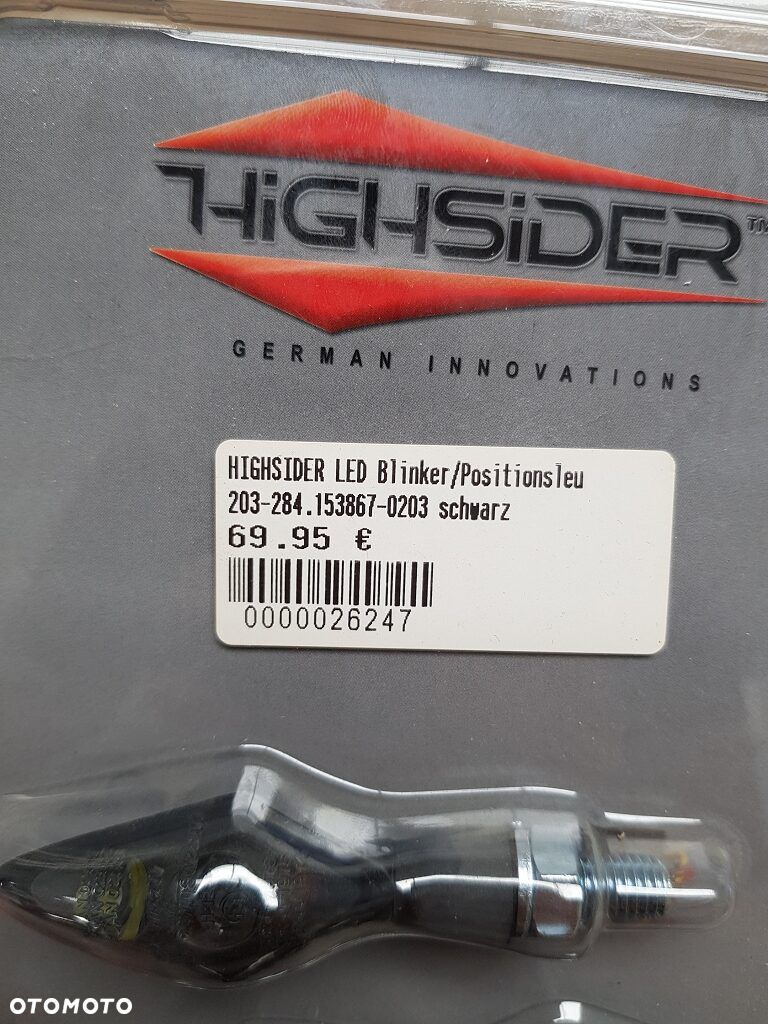 HiGHSiDER™
GERMAN INNOVATIONS
HIGHSIDER LED Blinker/Positionsleu
203-284.153867-0203 schwarz
69.95 €
0000026247
OTOMOTO